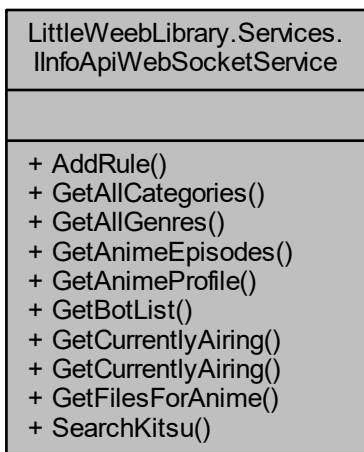 LittleWeebLibrary.Services.
IInfoApiWebSocketService
+ AddRule()
+ GetAllCategories()
+ GetAllGenres()
+ GetAnimeEpisodes()
+ GetAnimeProfile()
+ GetBotList()
+ GetCurrentlyAiring()
+ GetCurrentlyAiring()
+ GetFilesForAnime()
+ SearchKitsu()